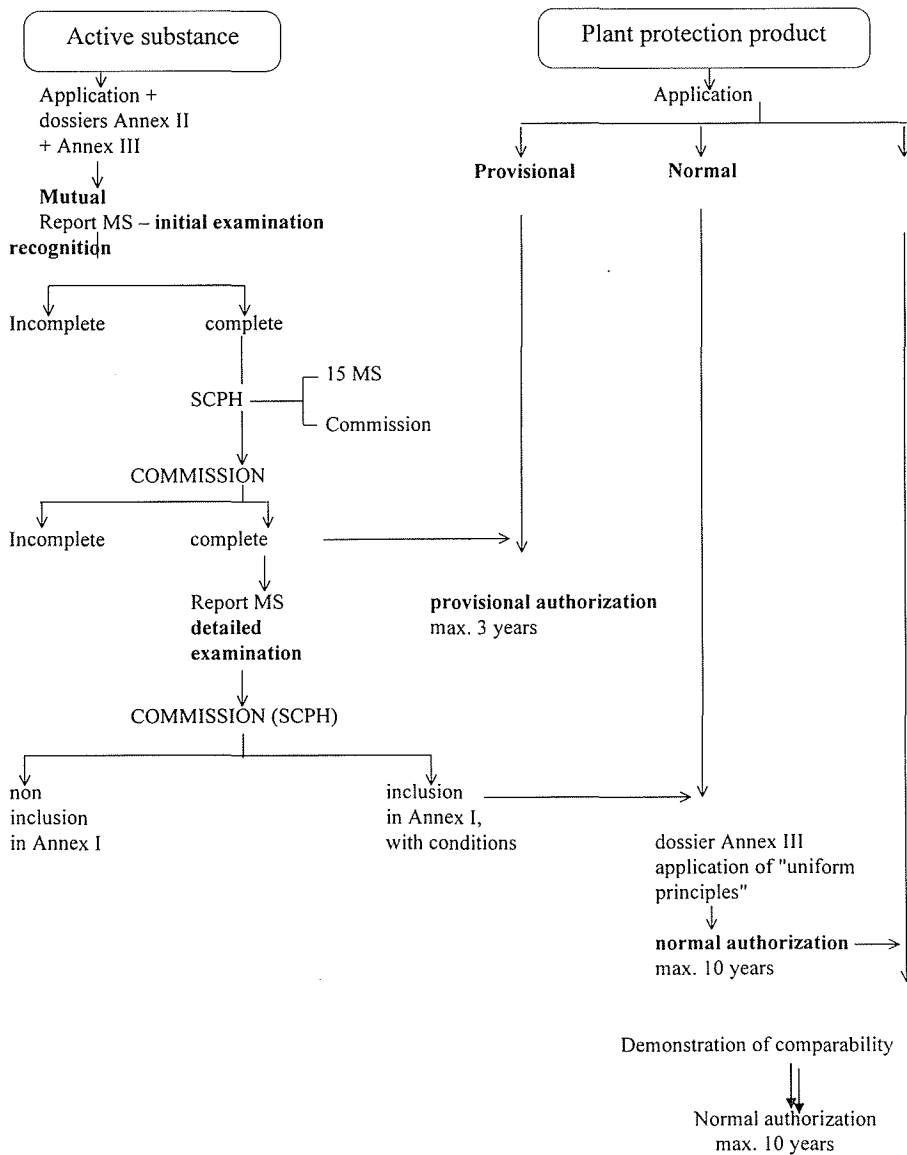 Active substance
Plant protection product
Application +
dossiers Annex II
+ Annex III
Application
Provisional
Normal
Mutual
Report MS – initial examination
recognition
Incomplete
complete
15 MS
SCPH
Commission
COMMISSION
Incomplete
complete
Report MS
detailed
examination
provisional authorization
max. 3 years
COMMISSION (SCPH)
non
inclusion
in Annex I
inclusion
in Annex I,
with conditions
dossier Annex III
application of "uniform
principles"
normal authorization
max. 10 years
Demonstration of comparability
Normal authorization
max. 10 years